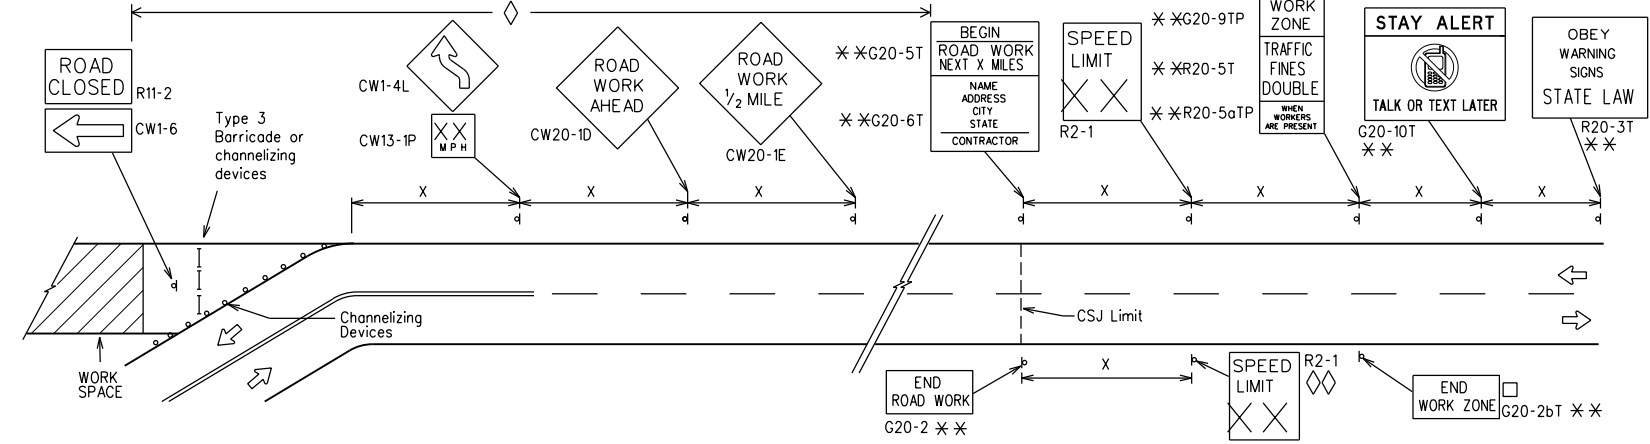 ROAD
CLOSED
R11-2
CW1-6
Type 3
Barricade or
channelizing
devices
CW1-4L
XX
MPH
CW13-1P
ROAD
WORK
AHEAD
CW20-1D
ROAD
WORK
1/2 MILE
CW20-1E
**G20-5T
**G20-6T
BEGIN
ROAD WORK
NEXT X MILES
NAME
ADDRESS
CITY
STATE
CONTRACTOR
SPEED
LIMIT
XX
R2-1
**G20-9TP
**R20-5T
**R20-5aTP
WORK
ZONE
TRAFFIC
FINES
DOUBLE
WHEN
WORKERS
ARE PRESENT
STAY ALERT
TALK OR TEXT LATER
G20-10T
**
OBEY
WARNING
SIGNS
STATE LAW
R20-3T
**
X
X
X
X
X
X
X
Channelizing
Devices
CSJ Limit
WORK
SPACE
END
ROAD WORK
G20-2 **
X
SPEED
LIMIT
XX
R2-1
END
WORK ZONE
G20-2bT **